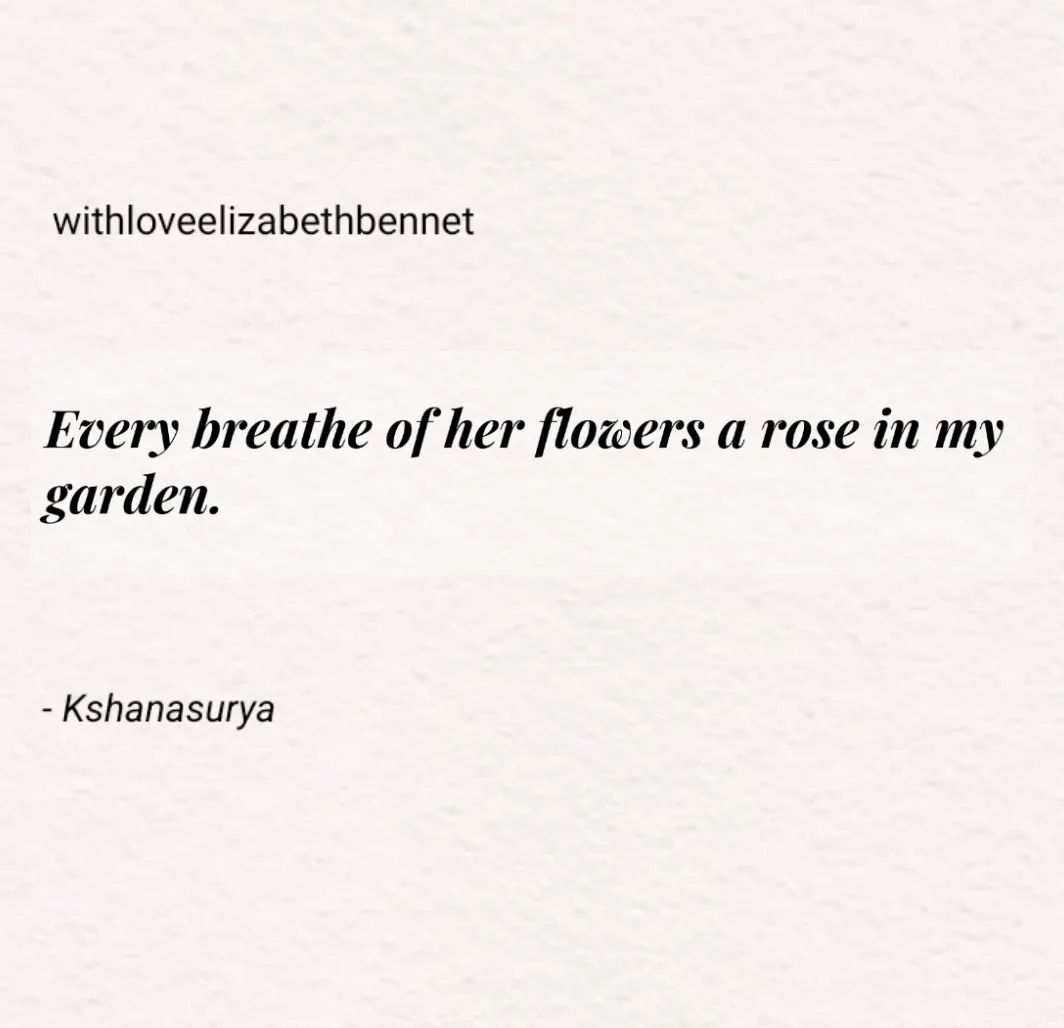 withloveelizabethbennet
Every breathe of her flowers a rose in my
garden.
- Kshanasurya